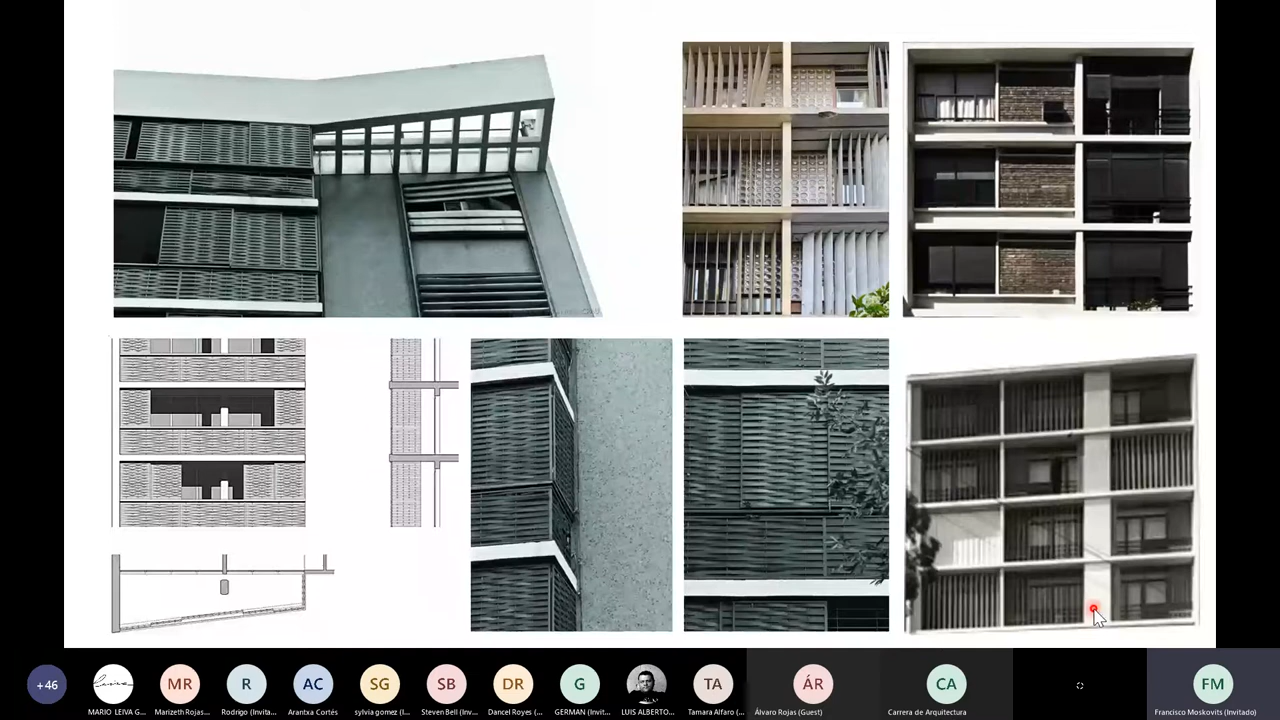 +46
MARIO LEIVA G...
MR
Marizeth Rojas...
R
Rodrigo (Invita...
AC
Arantxa Cortés
SG
sylvia gomez (I...
SB
Steven Bell (Inv...
DR
Dancel Royes (...
G
GERMAN (Invit...
LUIS ALBERTO...
TA
Tamara Alfaro (...
ÁR
Álvaro Rojas (Guest)
CA
Carrera de Arquitectura
FM
Francisco Moskovits (Invitado)